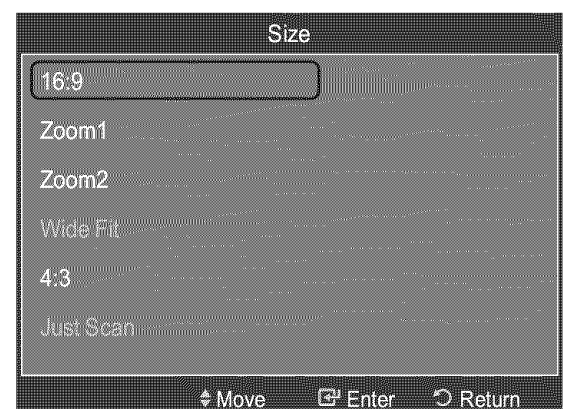 Size
16:9
Zoom1
Zoom2
Wide Fit
4:3
Just Scan
Move Enter Return